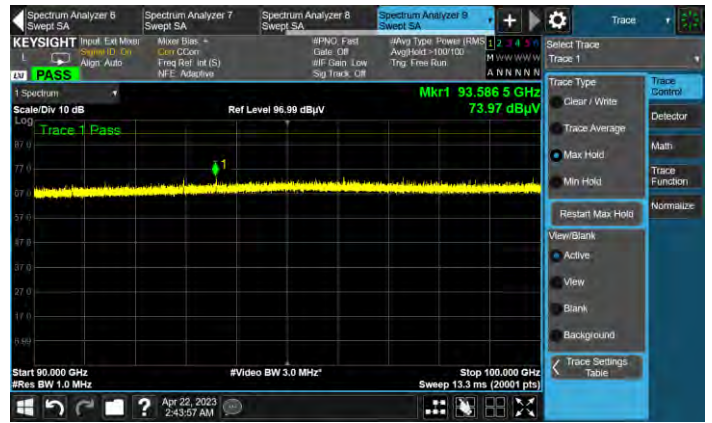 Spectrum Analyzer 6
Swept SA
Spectrum Analyzer 7
Swept SA
Spectrum Analyzer 8
Swept SA
Spectrum Analyzer 9
Swept SA
Trace
KEYSIGHT
L
LXI
PASS
Input: Ext Mixer
Signal ID: On
Align: Auto
Mixer Bias: +
Corr CCorr
Freq Ref: Int (S)
NFE: Adaptive
#PNO: Fast
Gate: Off
#IF Gain: Low
Sig Track: Off
#Avg Type: Power (RMS
Avg|Hold:>100/100
Trig: Free Run
1 2 3 4 5 6
M W W W W W
A N N N N N
Select Trace
Trace 1
1 Spectrum
Scale/Div 10 dB
Log
Ref Level 96.99 dBµV
Mkr1 93.586 5 GHz
73.97 dBµV
Trace 1 Pass
1
87.0
77.0
67.0
57.0
47.0
37.0
27.0
17.0
6.99
Start 90.000 GHz
#Res BW 1.0 MHz
#Video BW 3.0 MHz*
Stop 100.000 GHz
Sweep 13.3 ms (20001 pts)
Trace Type
Clear / Write
Trace Average
Max Hold
Min Hold
Restart Max Hold
View/Blank
Active
View
Blank
Background
Trace Settings
Table
Trace
Control
Detector
Math
Trace
Function
Normalize
?
Apr 22, 2023
2:43:57 AM